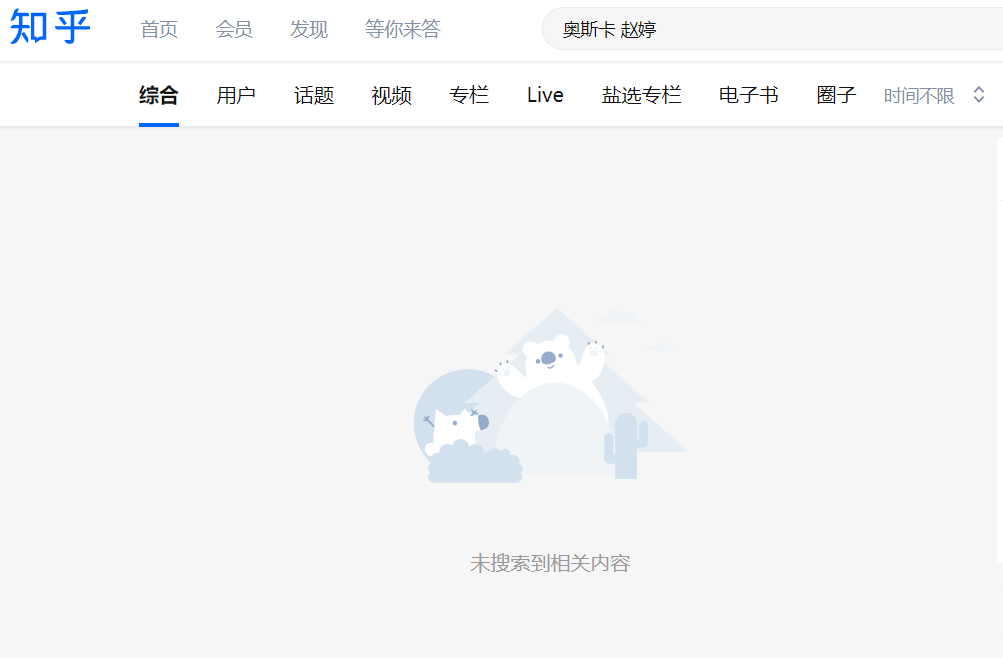 知乎 首页 会员 发现 等你来答 奥斯卡 赵婷
综合 用户 话题 视频 专栏 Live 盐选专栏 电子书 圈子 时间不限
未搜索到相关内容